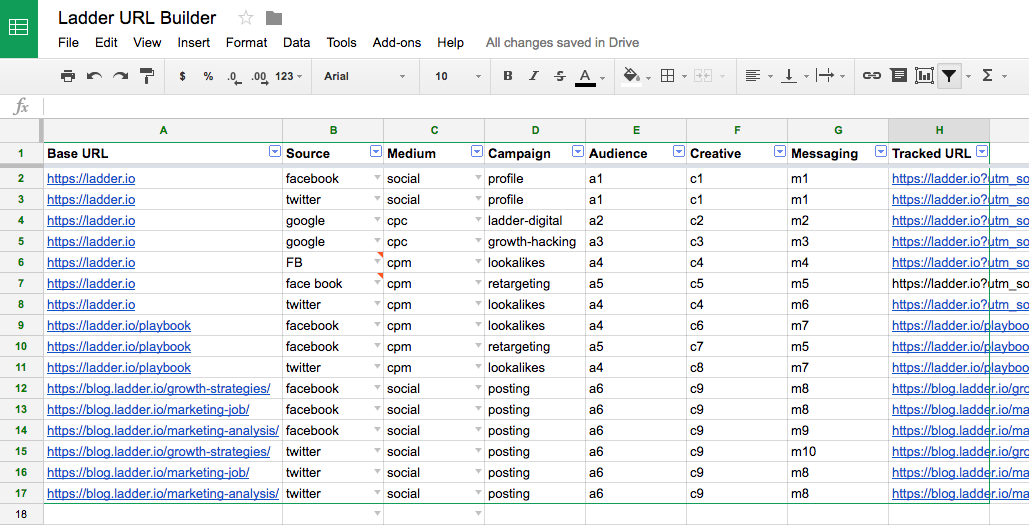 Ladder URL Builder
File Edit View Insert Format Data Tools Add-ons Help All changes saved in Drive
$ % .0 .00 123 Arial 10 B I S A Σ
fx
A B C D E F G H
1 Base URL Source Medium Campaign Audience Creative Messaging Tracked URL
2 https://ladder.io facebook social profile a1 c1 m1 https://ladder.io?utm_so
3 https://ladder.io twitter social profile a1 c1 m1 https://ladder.io?utm_so
4 https://ladder.io google cpc ladder-digital a2 c2 m2 https://ladder.io?utm_so
5 https://ladder.io google cpc growth-hacking a3 c3 m3 https://ladder.io?utm_so
6 https://ladder.io FB cpm lookalikes a4 c4 m4 https://ladder.io?utm_so
7 https://ladder.io face book cpm retargeting a5 c5 m5 https://ladder.io?utm_so
8 https://ladder.io twitter cpm lookalikes a4 c4 m6 https://ladder.io?utm_so
9 https://ladder.io/playbook facebook cpm lookalikes a4 c6 m7 https://ladder.io/playboo
10 https://ladder.io/playbook facebook cpm retargeting a5 c7 m5 https://ladder.io/playboo
11 https://ladder.io/playbook twitter cpm lookalikes a4 c8 m7 https://ladder.io/playboo
12 https://blog.ladder.io/growth-strategies/ facebook social posting a6 c9 m8 https://blog.ladder.io/gro
13 https://blog.ladder.io/marketing-job/ facebook social posting a6 c9 m8 https://blog.ladder.io/ma
14 https://blog.ladder.io/marketing-analysis/ facebook social posting a6 c9 m9 https://blog.ladder.io/ma
15 https://blog.ladder.io/growth-strategies/ twitter social posting a6 c9 m10 https://blog.ladder.io/gro
16 https://blog.ladder.io/marketing-job/ twitter social posting a6 c9 m8 https://blog.ladder.io/ma
17 https://blog.ladder.io/marketing-analysis/ twitter social posting a6 c9 m8 https://blog.ladder.io/ma
18